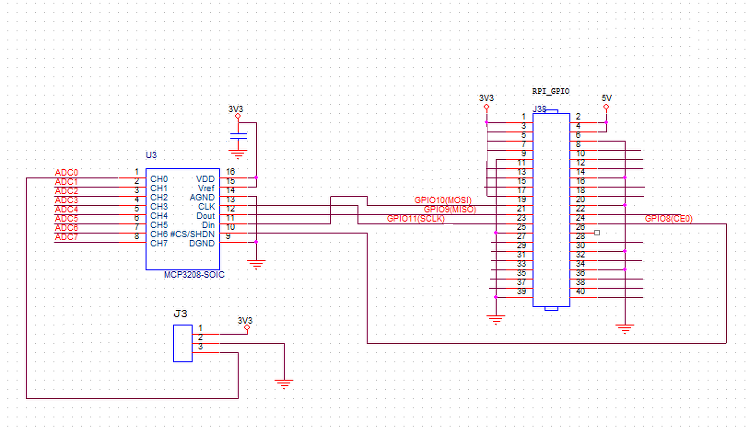 RPI_GPIO
3V3
5V
J38
3V3
1 2
3 4
5 6
7 8
9 10
11 12
13 14
15 16
17 18
19 20
21 22
23 24
25 26
27 28
29 30
31 32
33 34
35 36
37 38
39 40
GPIO10(MOSI)
GPIO9(MISO)
GPIO11(SCLK)
GPIO8(CE0)
U3
ADC0 1 CH0 VDD 16
ADC1 2 CH1 Vref 15
ADC2 3 CH2 AGND 14
ADC3 4 CH3 CLK 13
ADC4 5 CH4 Dout 12
ADC5 6 CH5 Din 11
ADC6 7 CH6 #CS/SHDN 10
ADC7 8 CH7 DGND 9
MCP3208-SOIC
J3
3V3
1
2
3